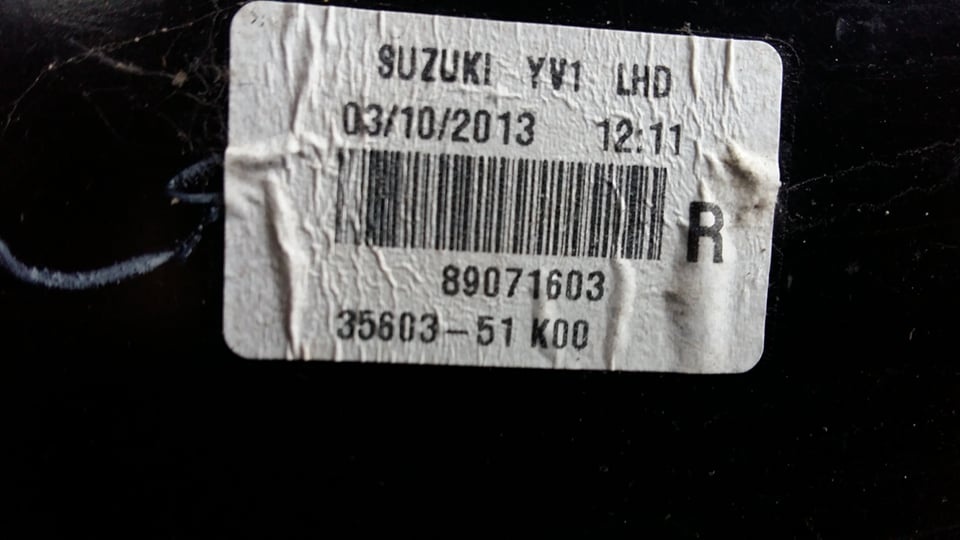 SUZUKI YV1 LHD
03/10/2013 12:11
R
89071603
35603-51K00